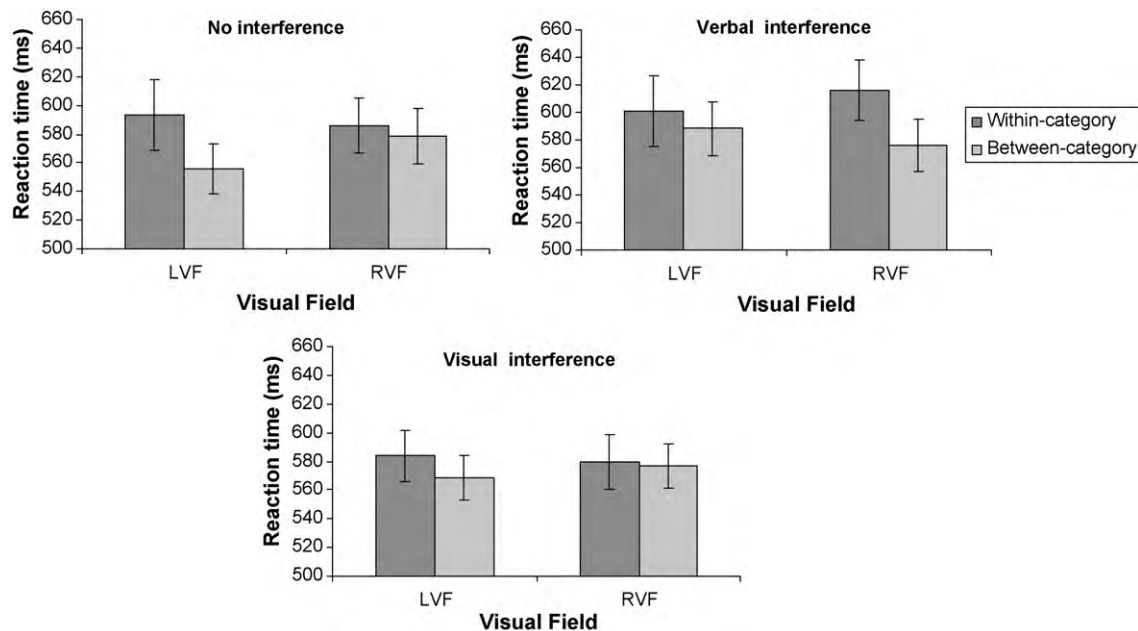 No interference
Reaction time (ms)
660
640
620
600
580
560
540
520
500
LVF
RVF
Visual Field
Verbal interference
Reaction time (ms)
660
640
620
600
580
560
540
520
500
LVF
RVF
Visual Field
Within-category
Between-category
Visual interference
Reaction time (ms)
660
640
620
600
580
560
540
520
500
LVF
RVF
Visual Field